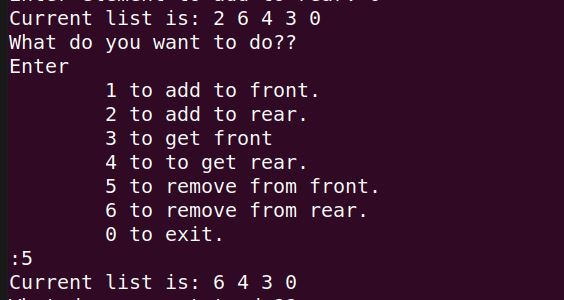 Current list is: 2 6 4 3 0
What do you want to do??
Enter
1 to add to front.
2 to add to rear.
3 to get front
4 to to get rear.
5 to remove from front.
6 to remove from rear.
0 to exit.
:5
Current list is: 6 4 3 0